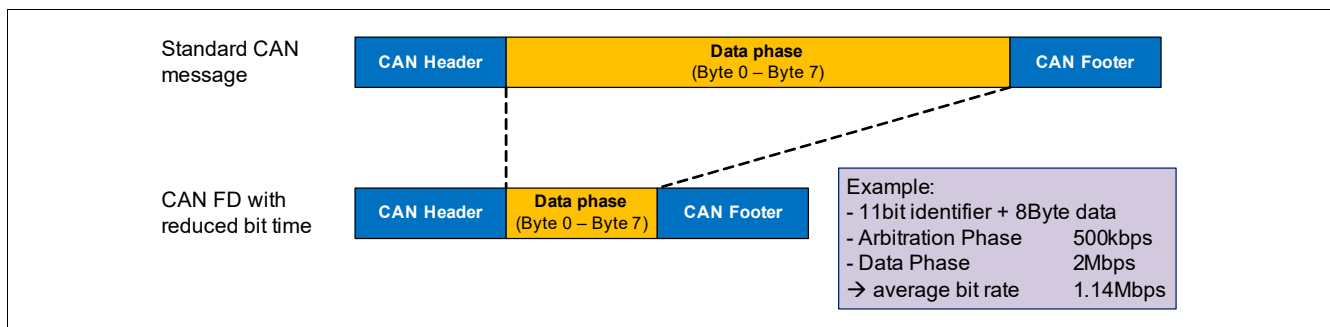 Standard CAN
message
CAN Header
Data phase
(Byte 0 – Byte 7)
CAN Footer
CAN FD with
reduced bit time
CAN Header
Data phase
(Byte 0 – Byte 7)
CAN Footer
Example:
- 11bit identifier + 8Byte data
- Arbitration Phase 500kbps
- Data Phase 2Mbps
→ average bit rate 1.14Mbps